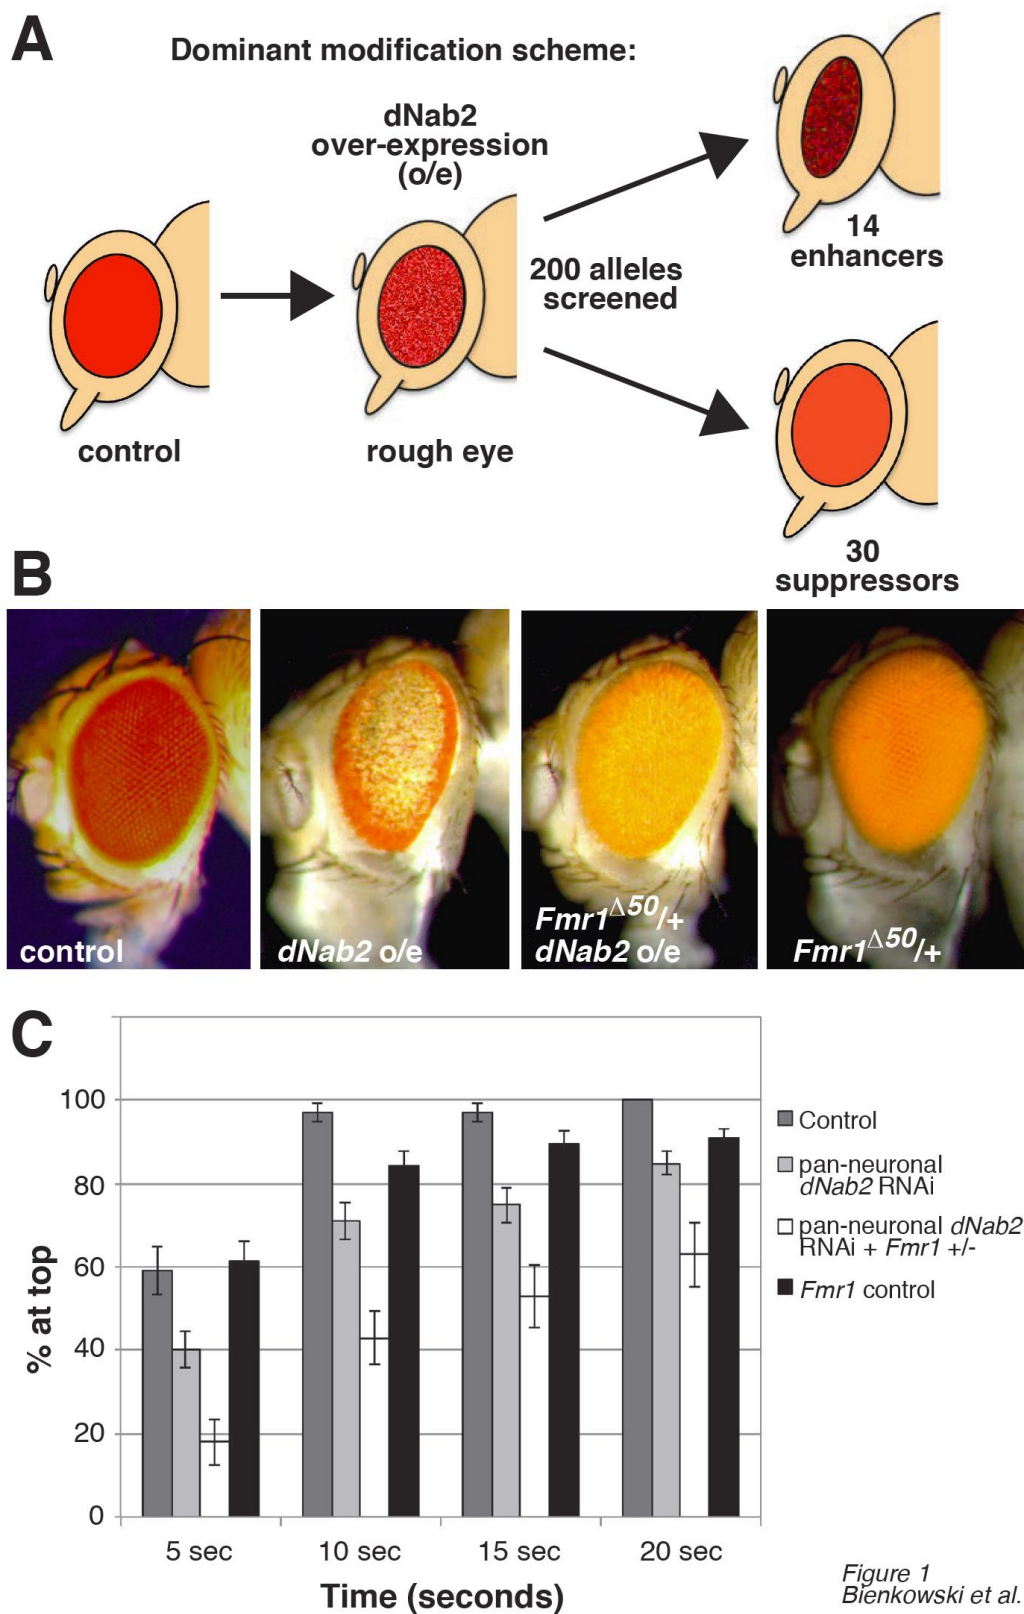 A
Dominant modification scheme:
dNab2
over-expression
(o/e)
200 alleles
screened
14
enhancers
control
rough eye
30
suppressors
B
control
dNab2 o/e
Fmr1Δ50/+
dNab2 o/e
Fmr1Δ50/+
C
% at top
100
80
60
40
20
0
5 sec
10 sec
15 sec
20 sec
Time (seconds)
Control
pan-neuronal
dNab2 RNAi
pan-neuronal dNab2
RNAi + Fmr1 +/-
Fmr1 control
Figure 1
Bienkowski et al.